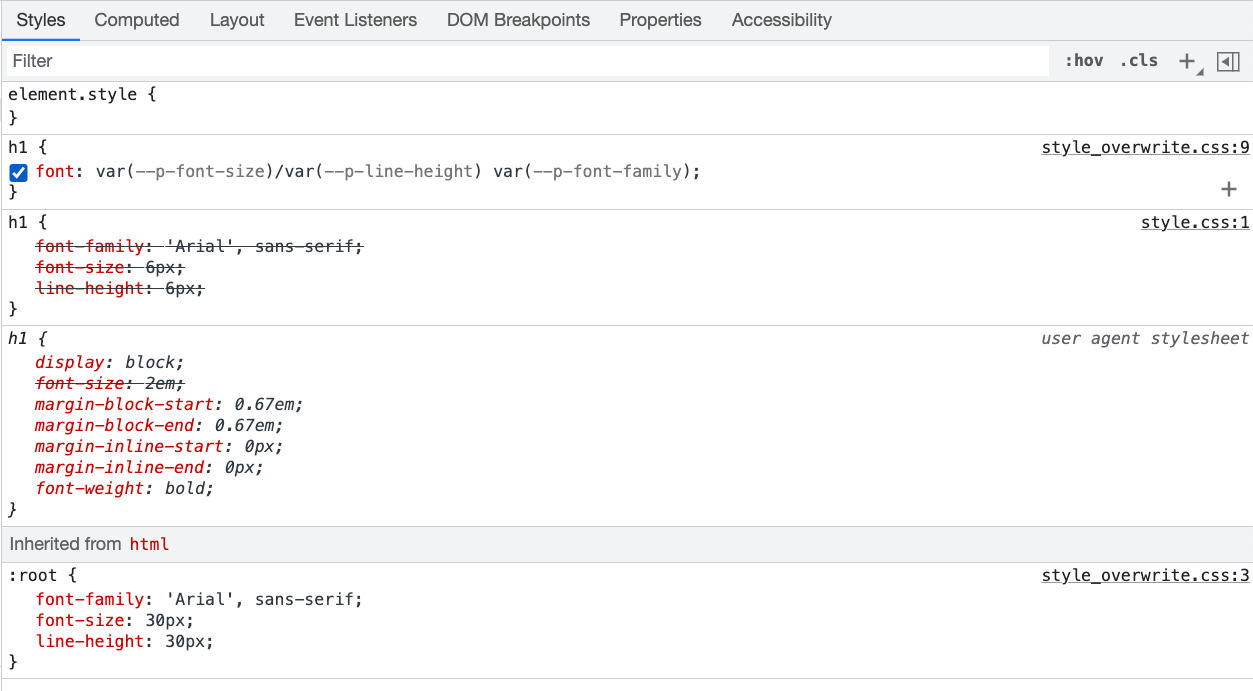 Styles Computed Layout Event Listeners DOM Breakpoints Properties Accessibility
Filter :hov .cls +
element.style {
}
h1 { style_overwrite.css:9
font: var(--p-font-size)/var(--p-line-height) var(--p-font-family);
}
+
h1 { style.css:1
font-family: 'Arial', sans-serif;
font-size: 6px;
line-height: 6px;
}
h1 { user agent stylesheet
display: block;
font-size: 2em;
margin-block-start: 0.67em;
margin-block-end: 0.67em;
margin-inline-start: 0px;
margin-inline-end: 0px;
font-weight: bold;
}
Inherited from html
:root { style_overwrite.css:3
font-family: 'Arial', sans-serif;
font-size: 30px;
line-height: 30px;
}